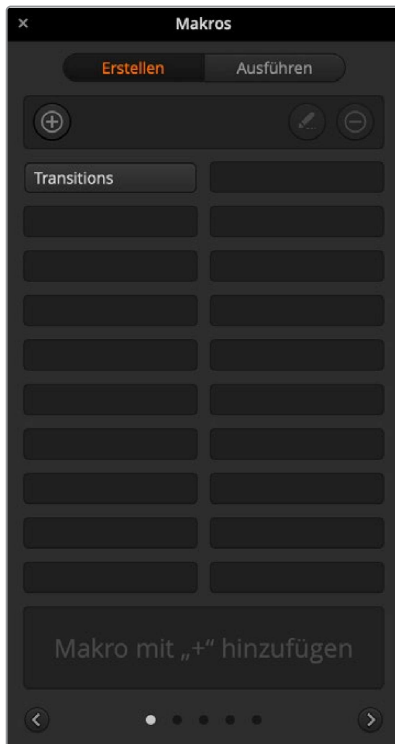 Makros
Erstellen Ausführen
Transitions
Makro mit „+“ hinzufügen